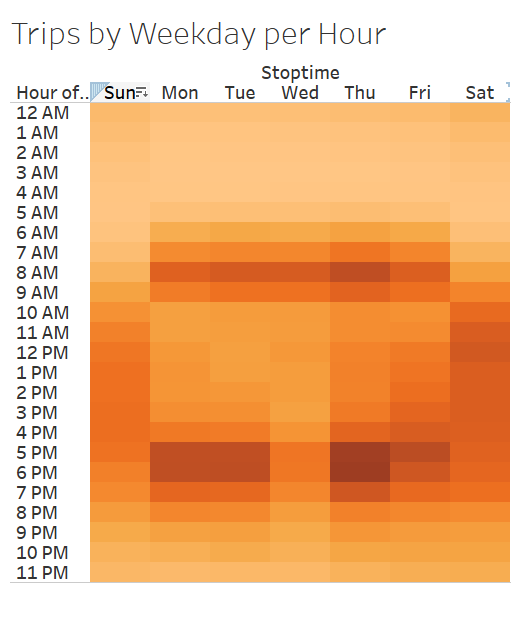 Trips by Weekday per Hour
Stoptime
Hour of.. Sun Mon Tue Wed Thu Fri Sat
12 AM
1 AM
2 AM
3 AM
4 AM
5 AM
6 AM
7 AM
8 AM
9 AM
10 AM
11 AM
12 PM
1 PM
2 PM
3 PM
4 PM
5 PM
6 PM
7 PM
8 PM
9 PM
10 PM
11 PM